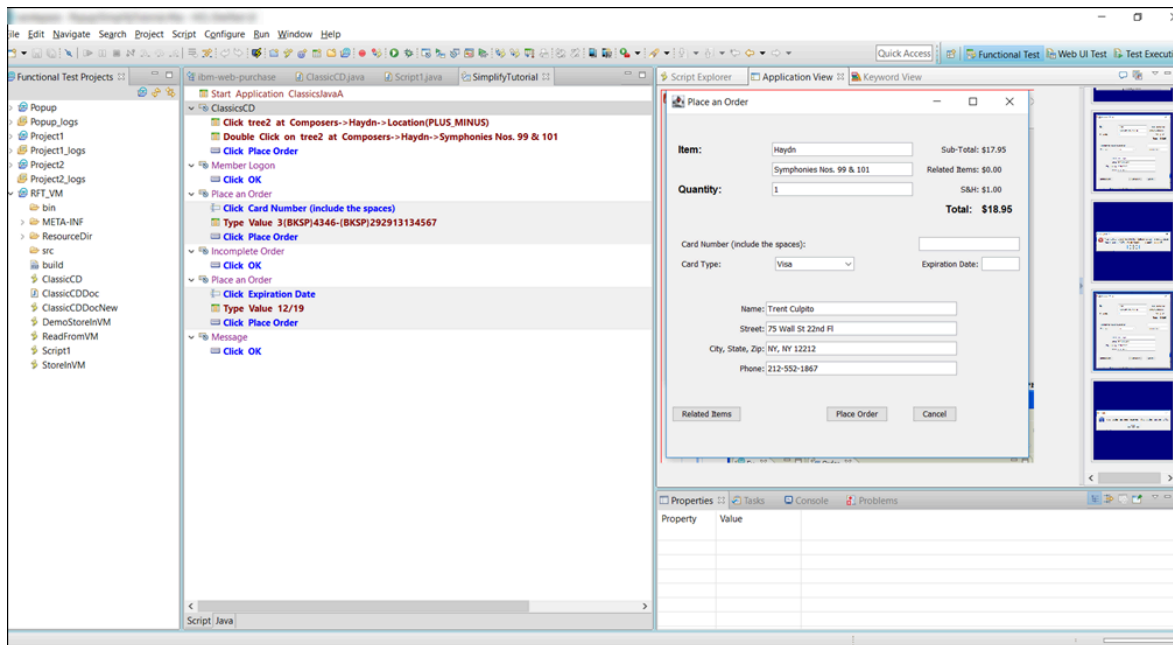 ile Edit Navigate Search Project Script Configure Run Window Help
Quick Access
Functional Test
Web UI Test
Test Executi
Functional Test Projects
Popup
Popup_logs
Project1
Project1_logs
Project2
Project2_logs
RFT_VM
bin
META-INF
ResourceDir
src
build
ClassicCD
ClassicCDDoc
ClassicCDDocNew
DemoStoreInVM
ReadFromVM
Script1
StoreInVM
ibm-web-purchase
ClassicCD.java
Script1.java
SimplifyTutorial
Start Application ClassicsJavaA
ClassicsCD
Click tree2 at Composers->Haydn->Location(PLUS_MINUS)
Double Click on tree2 at Composers->Haydn->Symphonies Nos. 99 & 101
Click Place Order
Member Logon
Click OK
Place an Order
Click Card Number (include the spaces)
Type Value 3(BKSP)4346-(BKSP)292913134567
Click Place Order
Incomplete Order
Click OK
Place an Order
Click Expiration Date
Type Value 12/19
Click Place Order
Message
Click OK
Script Java
Script Explorer
Application View
Keyword View
Place an Order
Item: Haydn Sub-Total: $17.95
Symphonies Nos. 99 & 101 Related Items: $0.00
Quantity: 1 S&H: $1.00
Total: $18.95
Card Number (include the spaces):
Card Type: Visa Expiration Date:
Name: Trent Culpito
Street: 75 Wall St 22nd Fl
City, State, Zip: NY, NY 12212
Phone: 212-552-1867
Related Items Place Order Cancel
Properties
Tasks
Console
Problems
Property Value